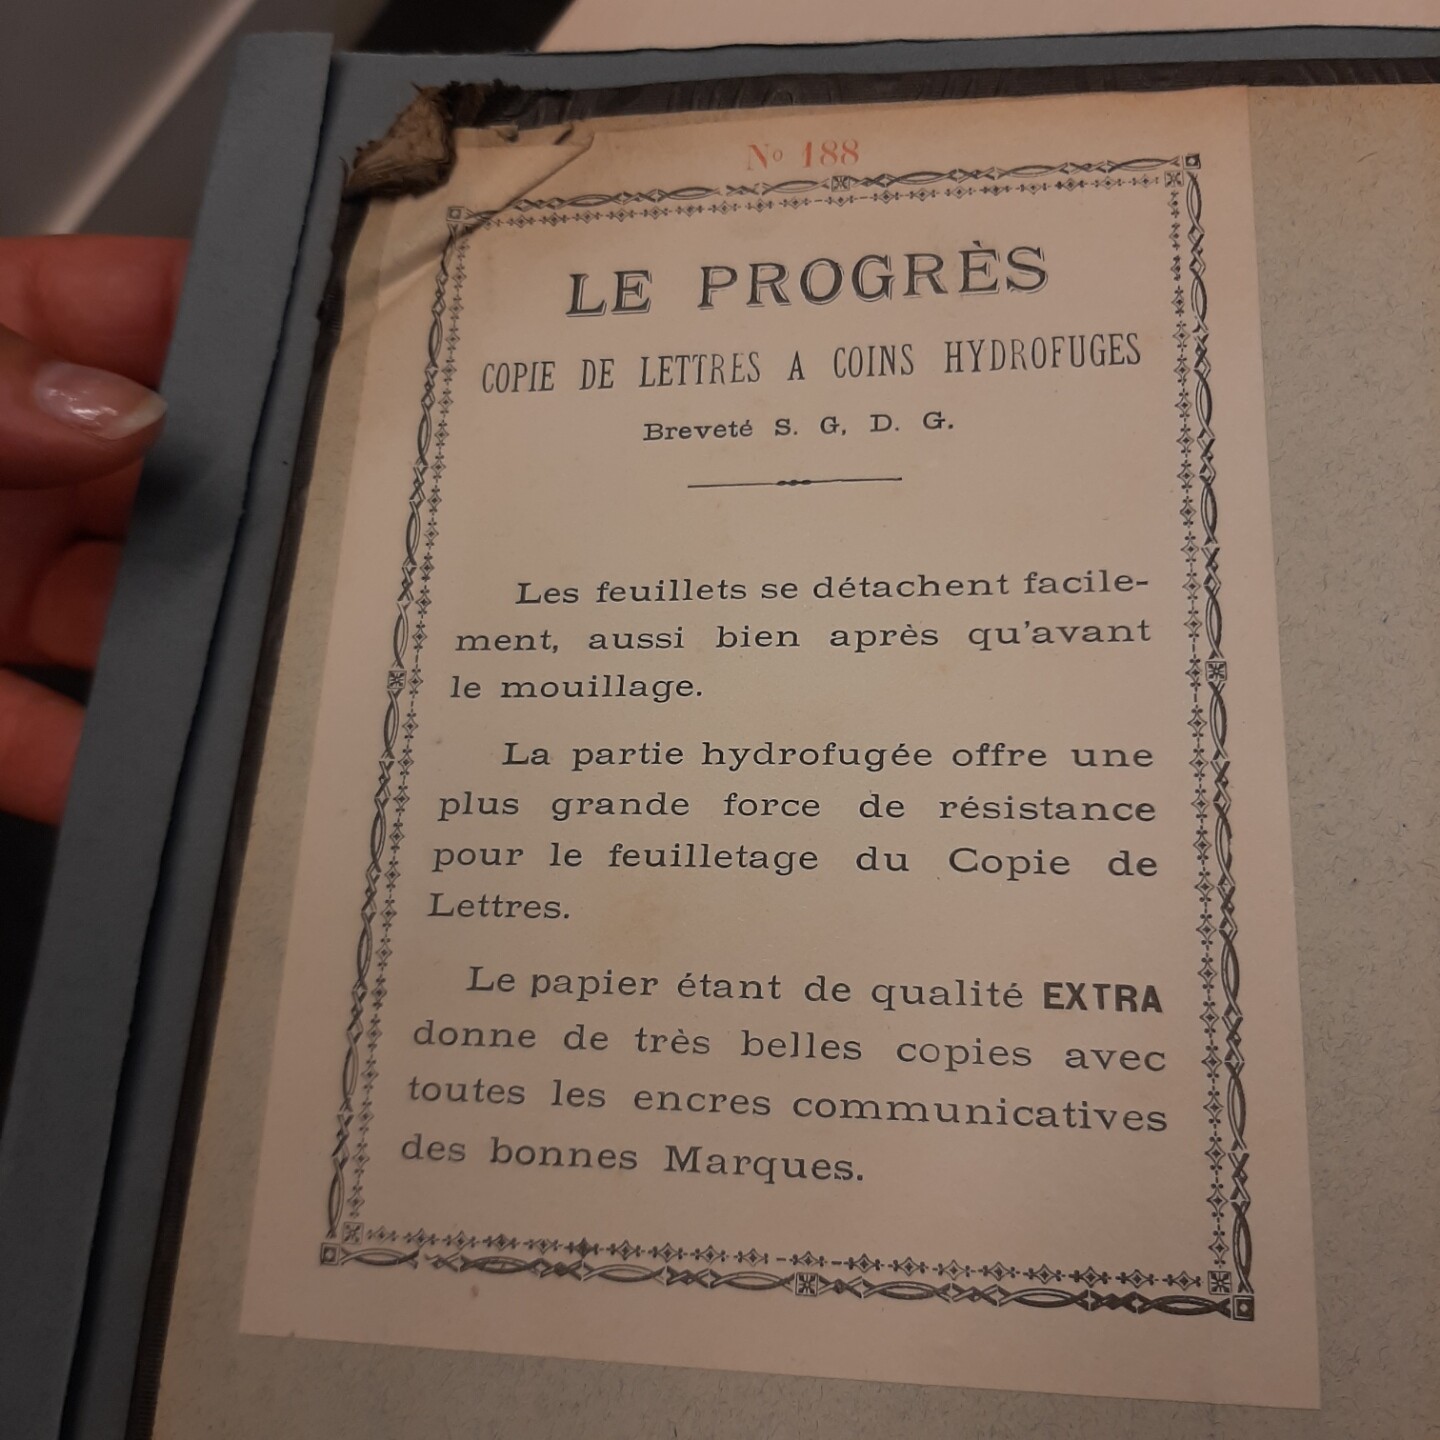 No 188
LE PROGRÈS
COPIE DE LETTRES A COINS HYDROFUGES
Breveté S. G, D. G.
Les feuillets se détachent facile-
ment, aussi bien après qu'avant
le mouillage.
La partie hydrofugée offre une
plus grande force de résistance
pour le feuilletage du Copie de
Lettres.
Le papier étant de qualité EXTRA
donne de très belles copies avec
toutes les encres communicatives
des bonnes Marques.